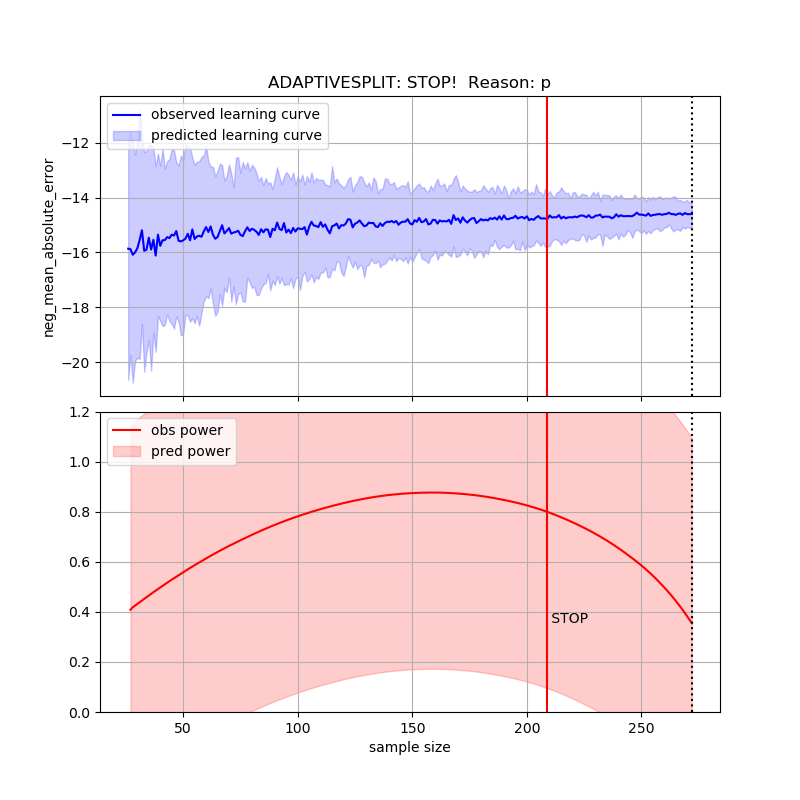 ADAPTIVESPLIT: STOP!  Reason: p
observed learning curve
predicted learning curve
neg_mean_absolute_error
−12
−14
−16
−18
−20
obs power
pred power
1.2
1.0
0.8
0.6
0.4
0.2
0.0
STOP
50 100 150 200 250
sample size